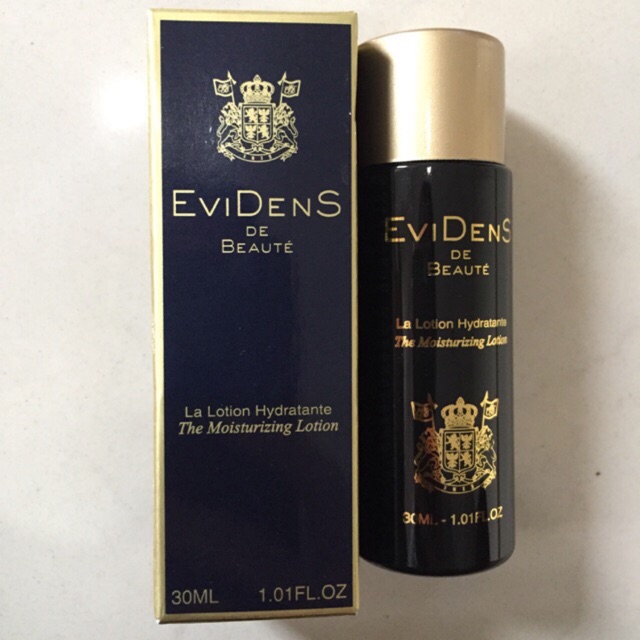 EviDenS
DE
BEAUTÉ
La Lotion Hydratante
The Moisturizing Lotion
30ML 1.01FL.OZ
EviDenS
DE
BEAUTÉ
La Lotion Hydratante
The Moisturizing Lotion
30ML - 1.01FL.OZ